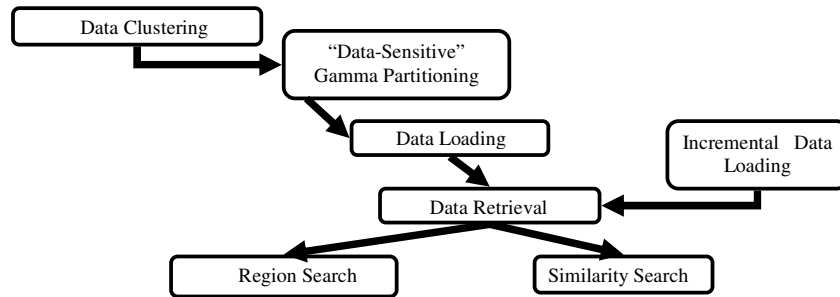 Data Clustering
“Data-Sensitive”
Gamma Partitioning
Data Loading
Incremental Data
Loading
Data Retrieval
Region Search
Similarity Search